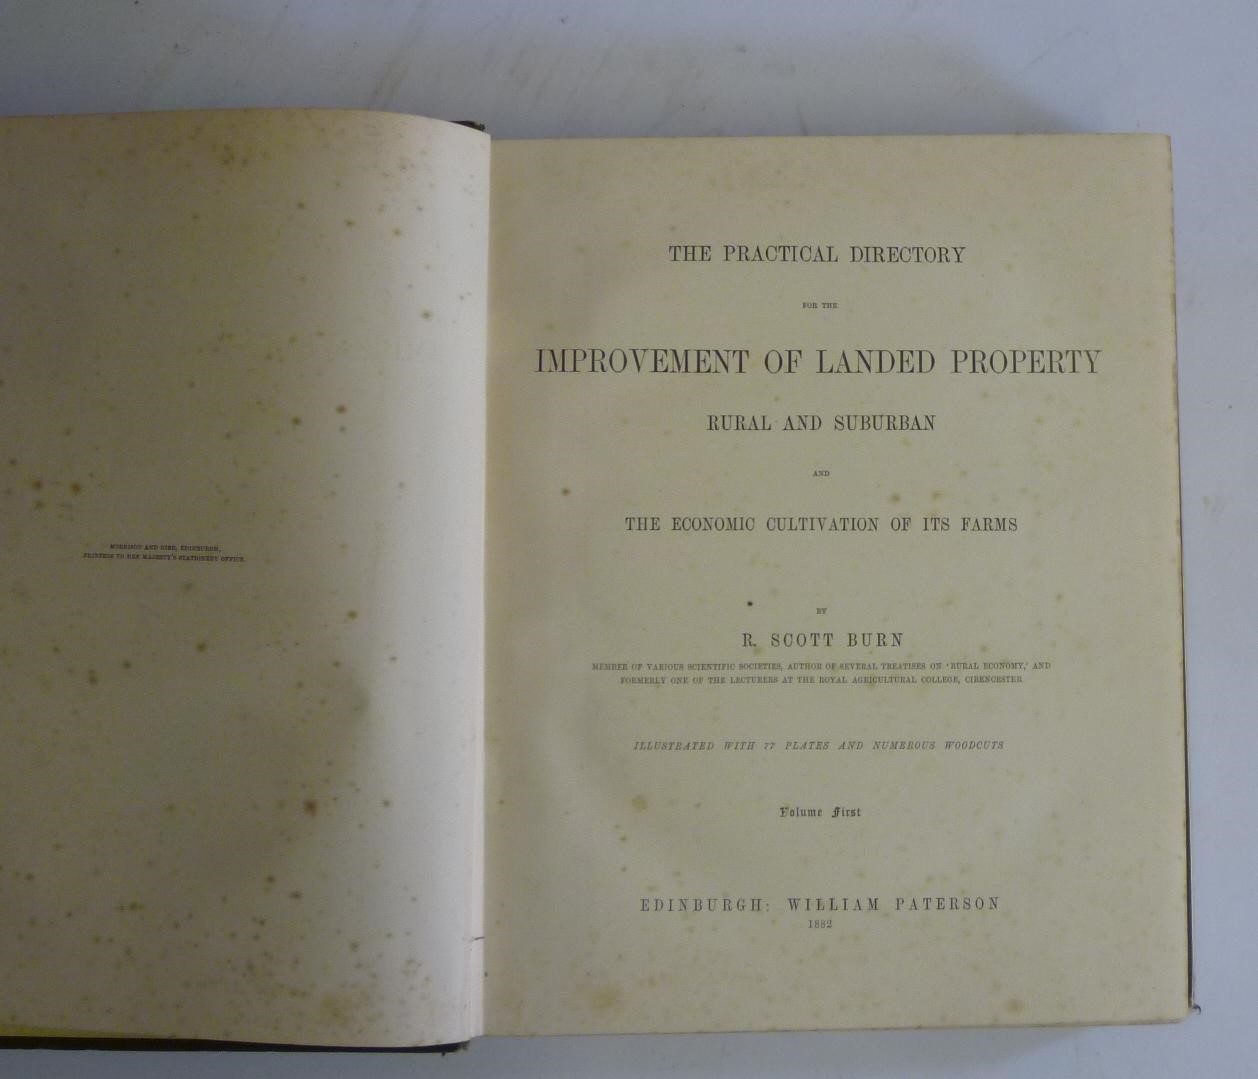 MORRISON AND GIBB, EDINBURGH,
PRINTERS TO HER MAJESTY'S STATIONERY OFFICE.
THE PRACTICAL DIRECTORY
FOR THE
IMPROVEMENT OF LANDED PROPERTY
RURAL AND SUBURBAN
AND
THE ECONOMIC CULTIVATION OF ITS FARMS
BY
R. SCOTT BURN
MEMBER OF VARIOUS SCIENTIFIC SOCIETIES, AUTHOR OF SEVERAL TREATISES ON 'RURAL ECONOMY,' AND
FORMERLY ONE OF THE LECTURERS AT THE ROYAL AGRICULTURAL COLLEGE, CIRENCESTER
ILLUSTRATED WITH 77 PLATES AND NUMEROUS WOODCUTS
Volume First
EDINBURGH: WILLIAM PATERSON
1882